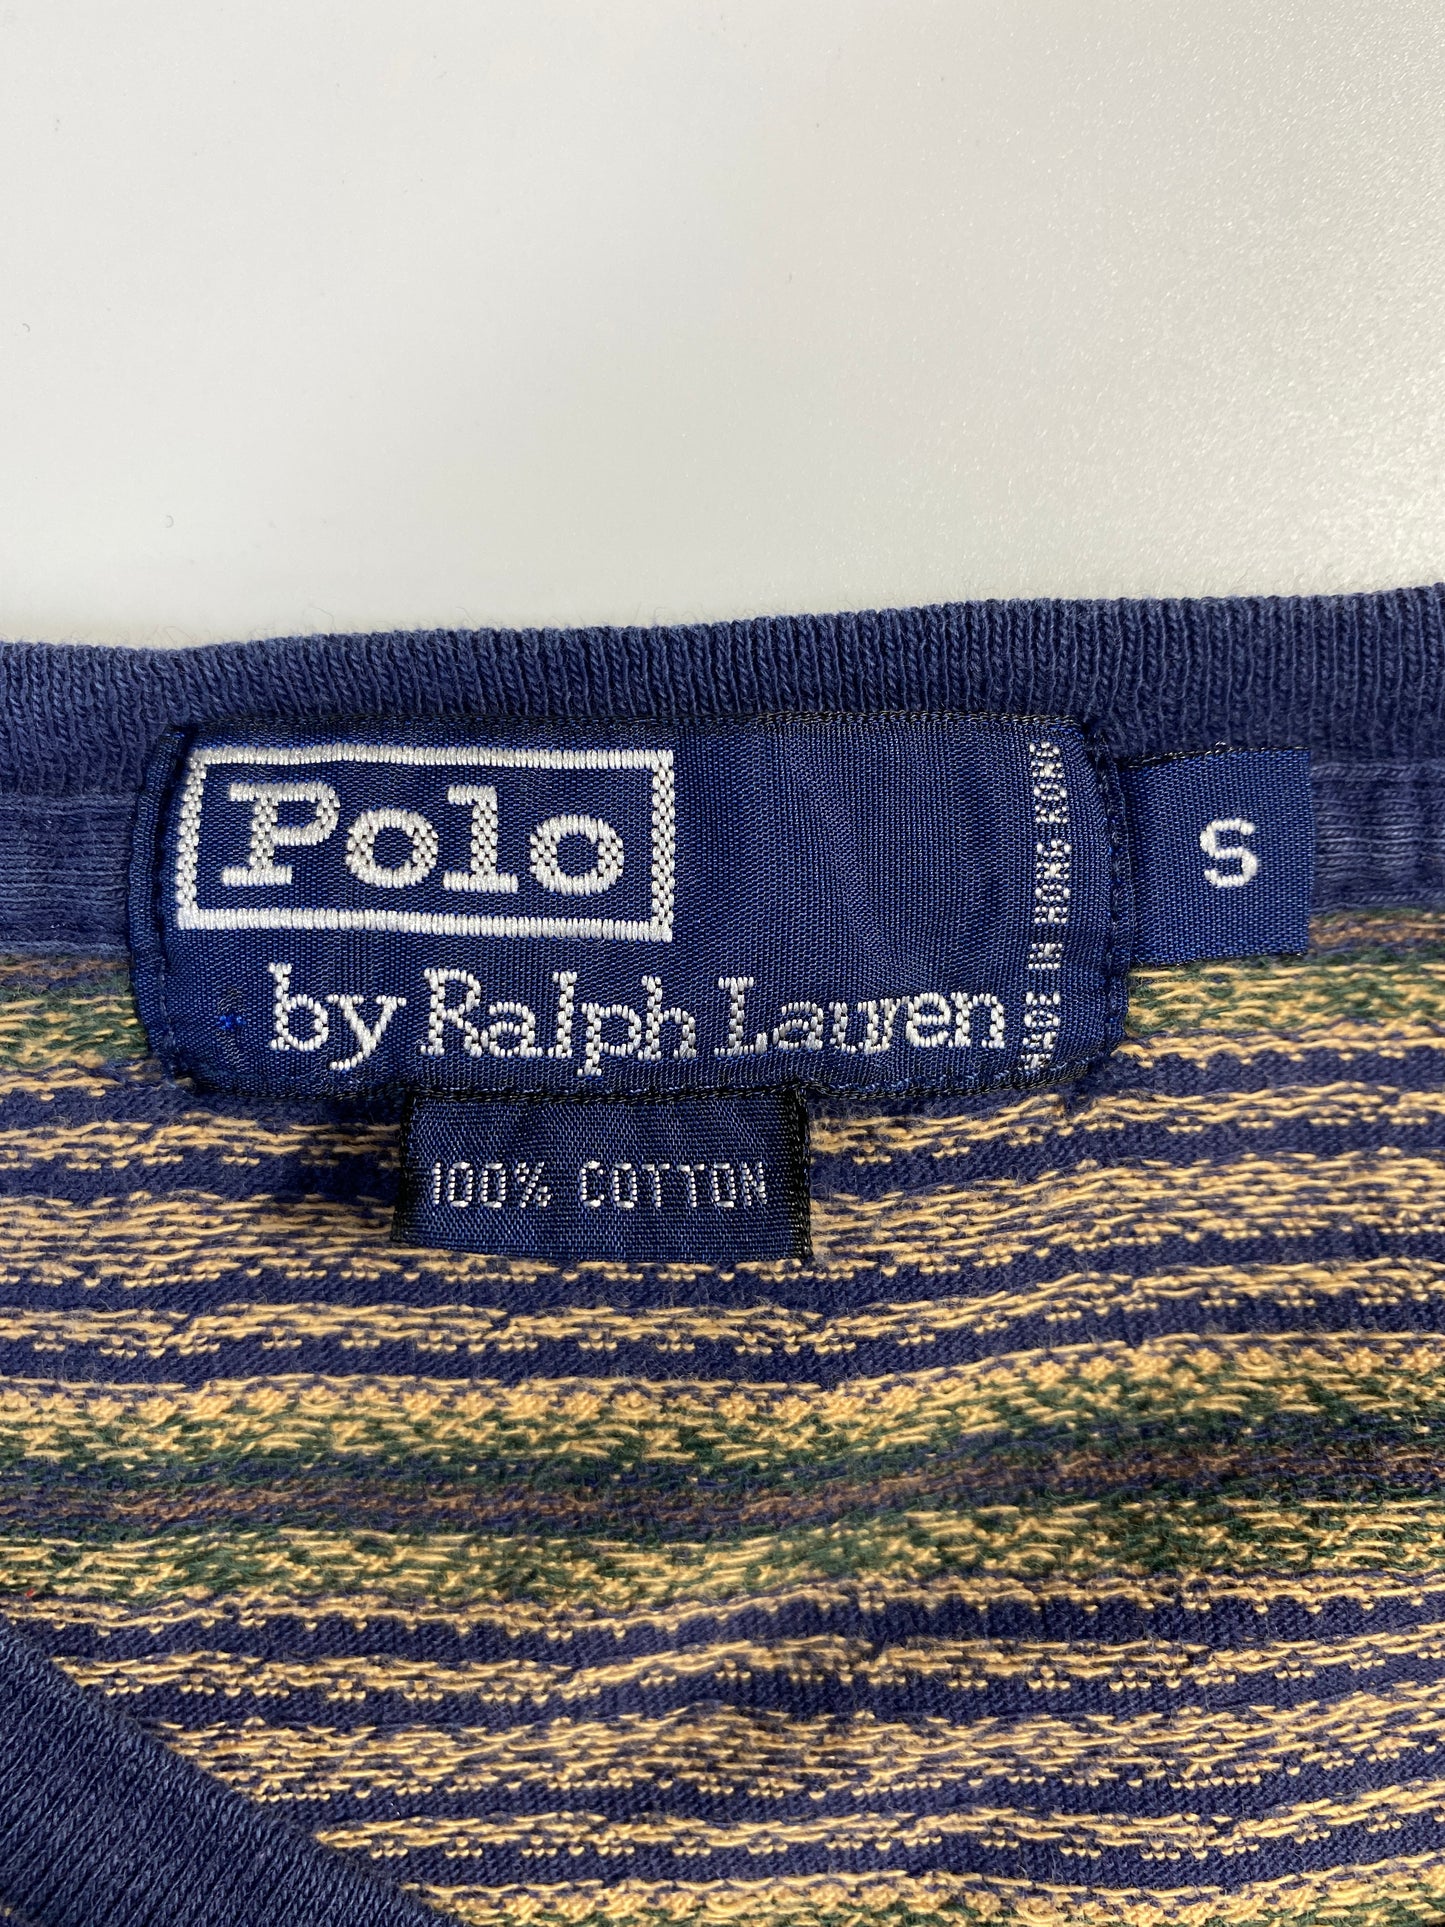 Polo
by Ralph Lauren
MADE IN HONG KONG
S
100% COTTON